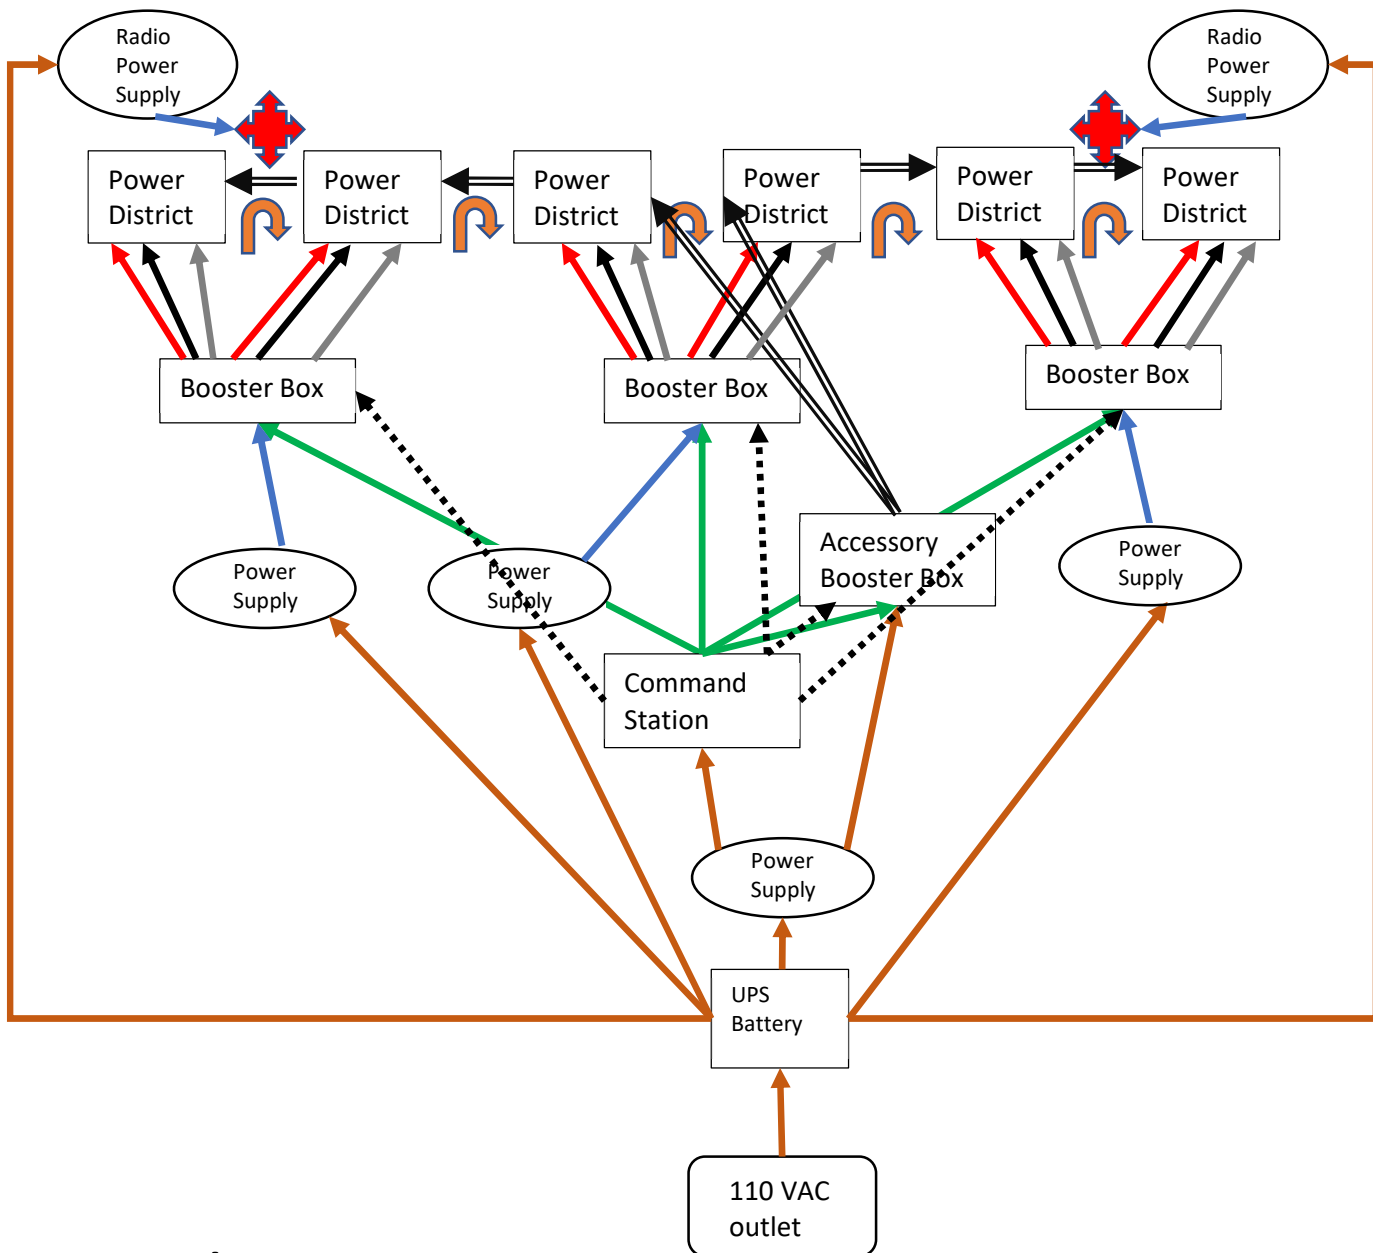 Radio
Power
Supply
Radio
Power
Supply
Power
District
Power
District
Power
District
Power
District
Power
District
Power
District
Booster Box
Booster Box
Booster Box
Accessory
Booster Box
Power
Supply
Power
Supply
Power
Supply
Command
Station
Power
Supply
UPS
Battery
110 VAC
outlet